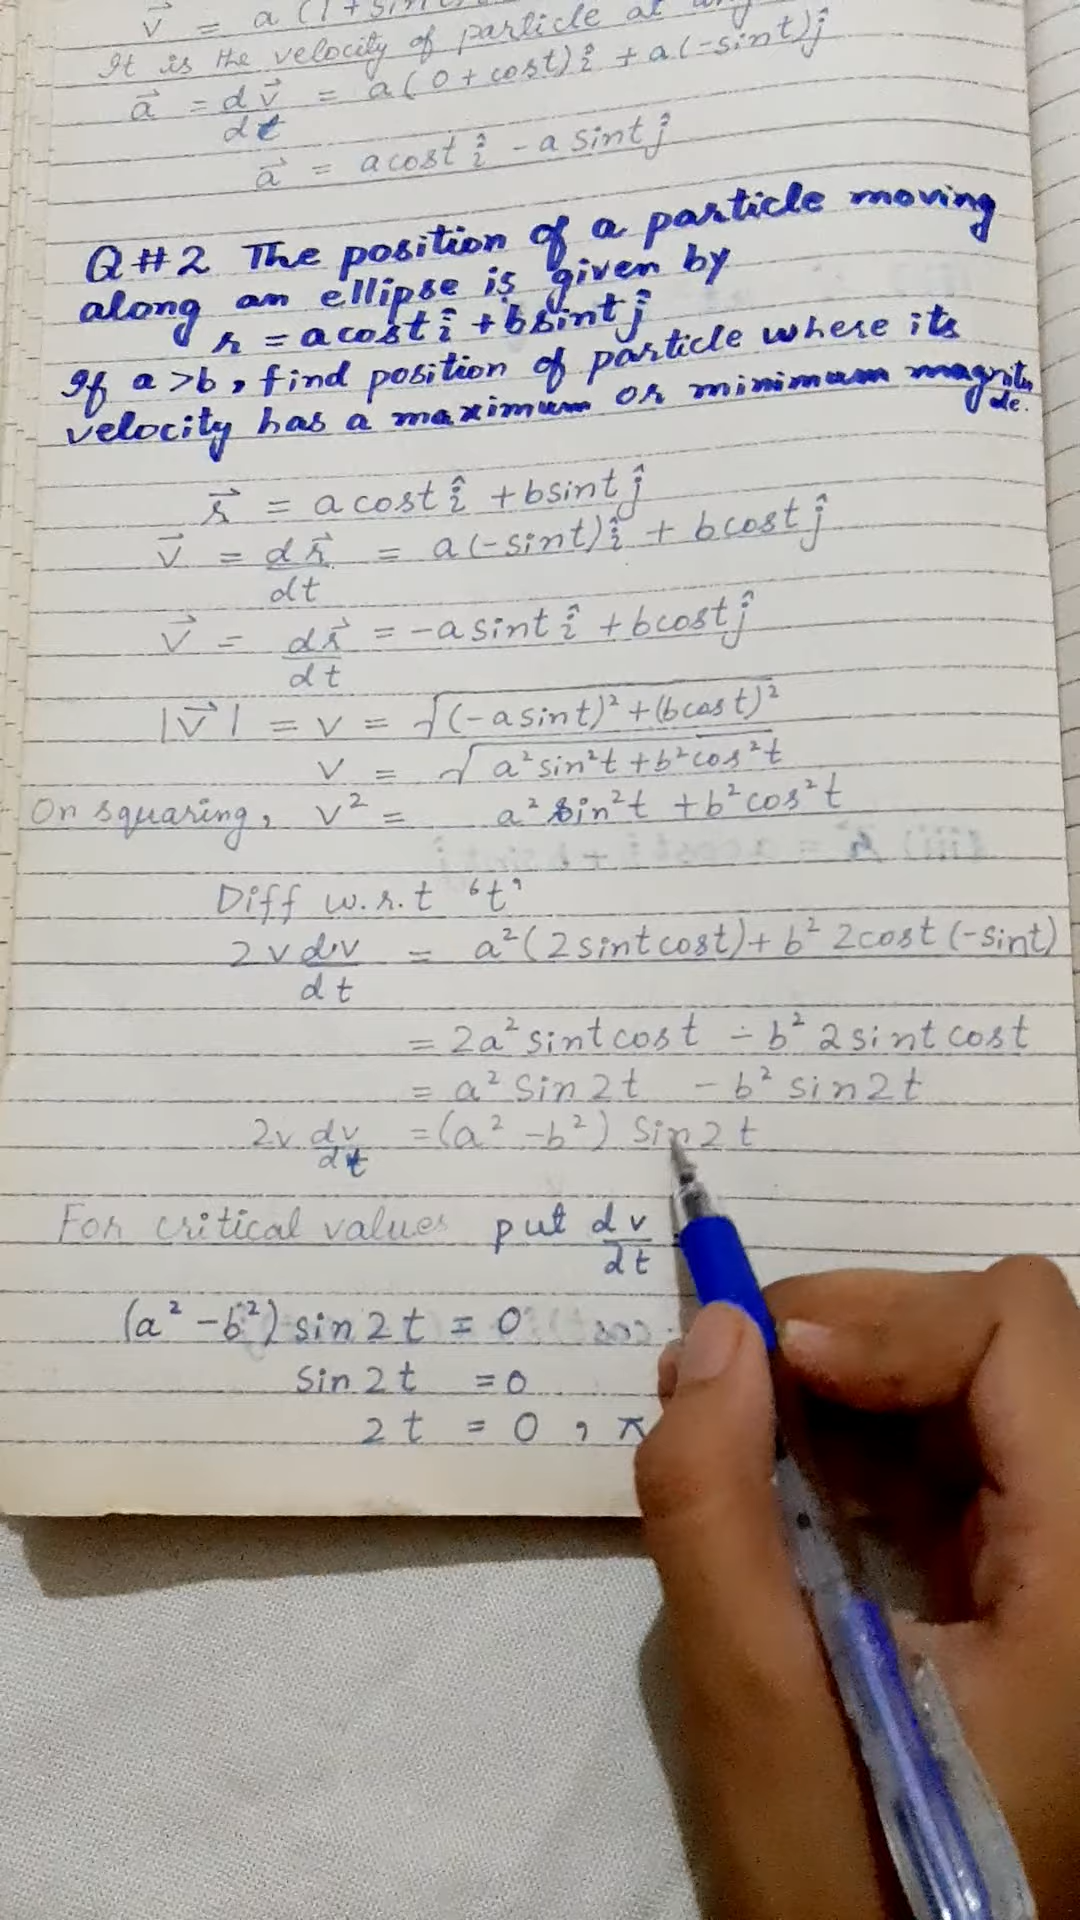 v⃗ = a (1 + sint)
It is the velocity of particle at any
a⃗ = dv⃗/dt = a(0 + cost)î + a(-sint)ĵ
a⃗ = acost î - a sint ĵ
Q#2 The position of a particle moving
along an ellipse is given by
r = acost î + bsint ĵ
If a >b, find position of particle where its
velocity has a maximum or minimum magnitude.
r⃗ = acost î + bsint ĵ
v⃗ = dr⃗/dt = a(-sint)î + bcost ĵ
v⃗ = dr⃗/dt = -asint î + bcost ĵ
|v⃗| = v = √(-asint)² + (bcost)²
v = √a²sin²t + b²cos²t
On squaring, v² = a² sin²t + b²cos²t
Diff w.r.t ‘t’
2v dv/dt = a²(2sintcost) + b² 2cost (-sint)
= 2a²sintcost - b² 2sintcost
= a² Sin2t - b² sin2t
2v dv/dt = (a² - b²) Sin2t
For critical values put dv/dt
(a² - b²) sin2t = 0
Sin2t = 0
2t = 0 , π